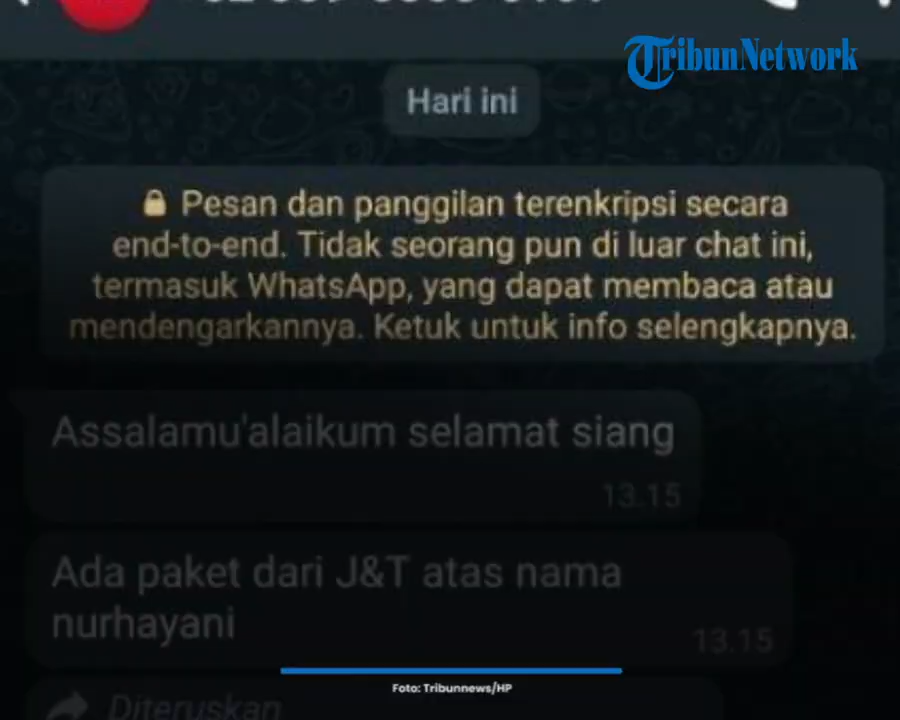 TribunNetwork
Hari ini
Pesan dan panggilan terenkripsi secara
end-to-end. Tidak seorang pun di luar chat ini,
termasuk WhatsApp, yang dapat membaca atau
mendengarkannya. Ketuk untuk info selengkapnya.
Assalamu'alaikum selamat siang
13.15
Ada paket dari J&T atas nama
nurhayani
13.15
Foto: Tribunnews/HP
Diteruskan